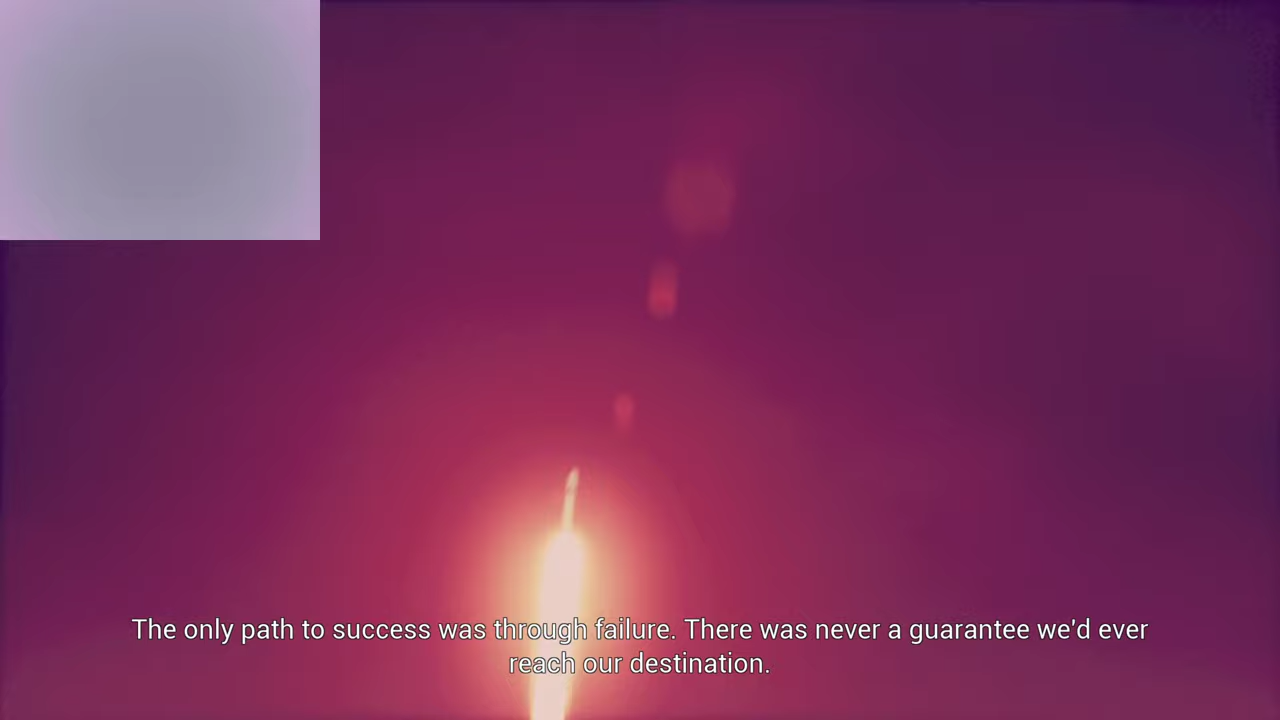 The only path to success was through failure. There was never a guarantee we'd ever
reach our destination.